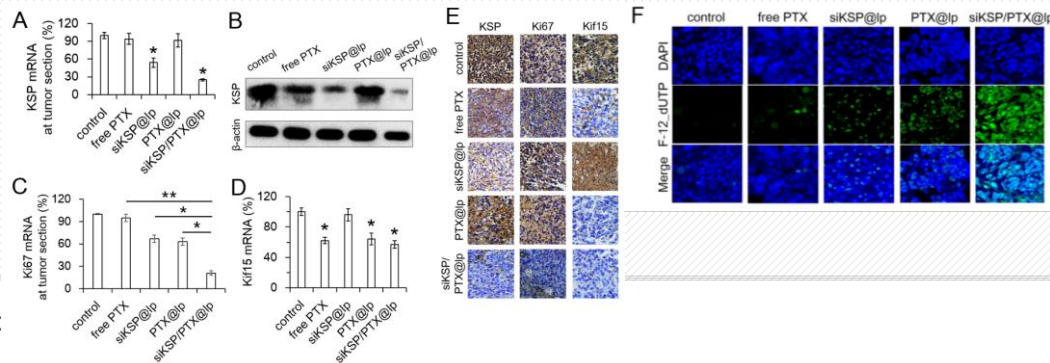 A
KSP mRNA
at tumor section (%)
120
90
60
30
0
*
*
control
free PTX
siKSP@lp
PTX@lp
siKSP/PTX@lp
B
control
free PTX
siKSP@lp
PTX@lp
siKSP/
PTX@lp
KSP
β-actin
C
Ki67 mRNA
at tumor section (%)
120
90
60
30
0
**
*
*
control
free PTX
siKSP@lp
PTX@lp
siKSP/PTX@lp
D
Kif15 mRNA (%)
120
90
60
30
0
*
*
*
control
free PTX
siKSP@lp
PTX@lp
siKSP/PTX@lp
E
KSP Ki67 Kif15
control
free PTX
siKSP@lp
PTX@lp
siKSP/
PTX@lp
F
control free PTX siKSP@lp PTX@lp siKSP/PTX@lp
DAPI
F-12_dUTP
Merge